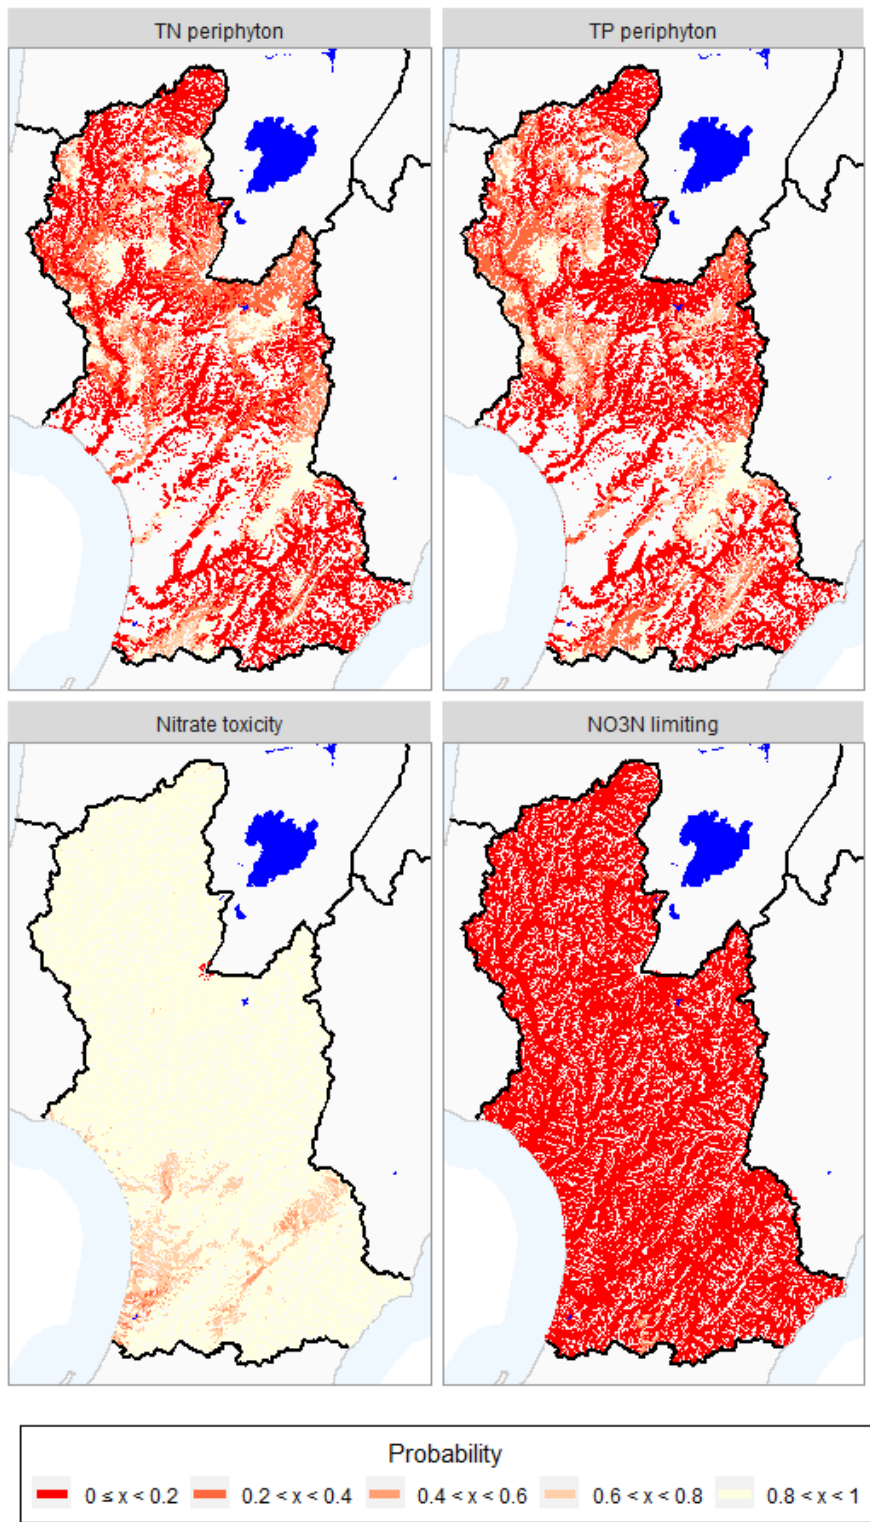 TN periphyton
TP periphyton
Nitrate toxicity
NO3N limiting
Probability
0 ≤ x < 0.2
0.2 < x < 0.4
0.4 < x < 0.6
0.6 < x < 0.8
0.8 < x < 1